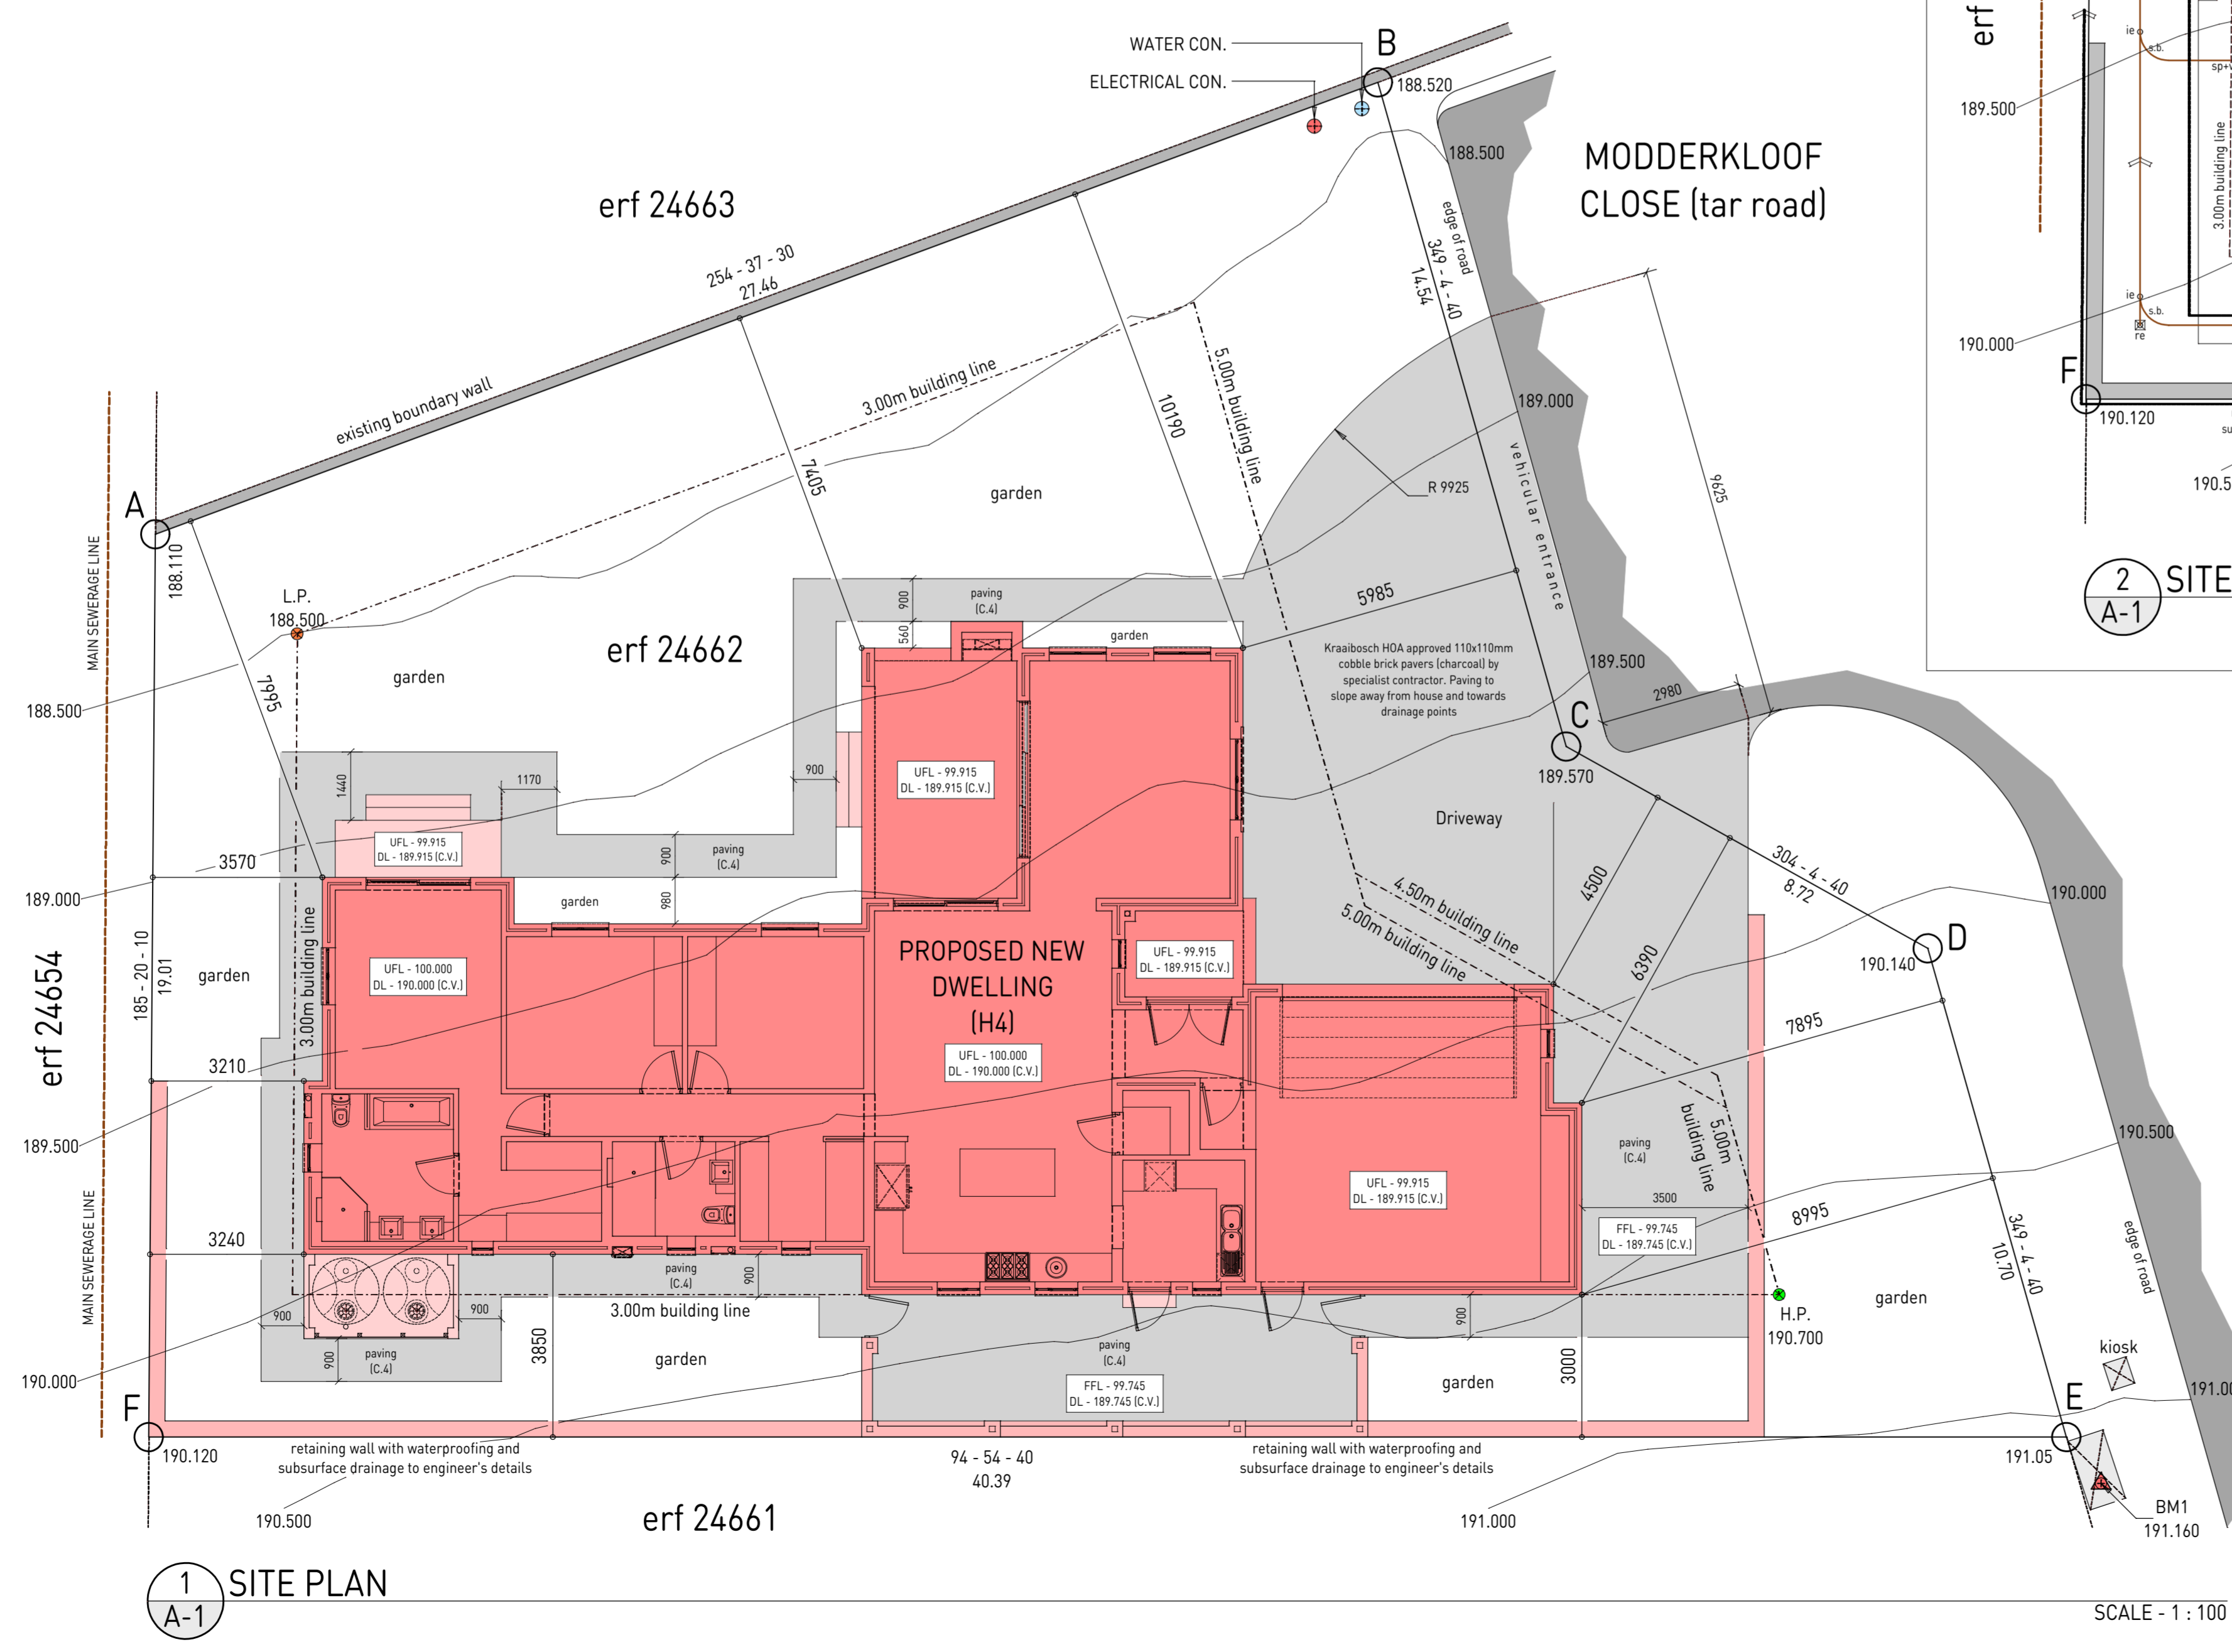 WATER CON.
ELECTRICAL CON.
B
188.520
MODDERKLOOF
CLOSE (tar road)
188.500
edge of road
349 - 4 - 40
14.54
erf 24663
254 - 37 - 30
27.46
existing boundary wall
3.00m building line
5.00m building line
10190
7405
garden
R 9925
189.000
vehicular entrance
9625
A
188.110
MAIN SEWERAGE LINE
L.P.
188.500
erf 24662
garden
7995
188.500
paving
(C.4)
900
560
garden
5985
Kraaibosch HOA approved 110x110mm
cobble brick pavers (charcoal) by
specialist contractor. Paving to
slope away from house and towards
drainage points
189.500
2980
C
189.570
Driveway
1440
1170
900
UFL - 99.915
DL - 189.915 (C.V.)
UFL - 99.915
DL - 189.915 (C.V.)
3570
900
paving
(C.4)
980
garden
189.000
4500
4.50m building line
5.00m building line
304 - 4 - 40
8.72
190.000
D
190.140
6390
7895
erf 24654
185 - 20 - 10
19.01
garden
3.00m building line
UFL - 100.000
DL - 190.000 (C.V.)
PROPOSED NEW
DWELLING
(H4)
UFL - 100.000
DL - 190.000 (C.V.)
UFL - 99.915
DL - 189.915 (C.V.)
3210
189.500
5.00m
building line
paving
(C.4)
190.500
UFL - 99.915
DL - 189.915 (C.V.)
3500
FFL - 99.745
DL - 189.745 (C.V.)
8995
349 - 4 - 40
10.70
edge of road
MAIN SEWERAGE LINE
3240
paving
(C.4)
900
3.00m building line
900
900
900
paving
(C.4)
3850
garden
paving
(C.4)
FFL - 99.745
DL - 189.745 (C.V.)
900
3000
garden
H.P.
190.700
garden
kiosk
190.000
F
190.120
retaining wall with waterproofing and
subsurface drainage to engineer's details
94 - 54 - 40
40.39
retaining wall with waterproofing and
subsurface drainage to engineer's details
E
191.05
191.00
190.500
erf 24661
191.000
BM1
191.160
1
A-1
SITE PLAN
SCALE - 1 : 100
erf
ie
s.b.
sp+v
189.500
3.00m building line
ie
s.b.
re
190.000
F
190.120
su
190.5
2
A-1
SITE